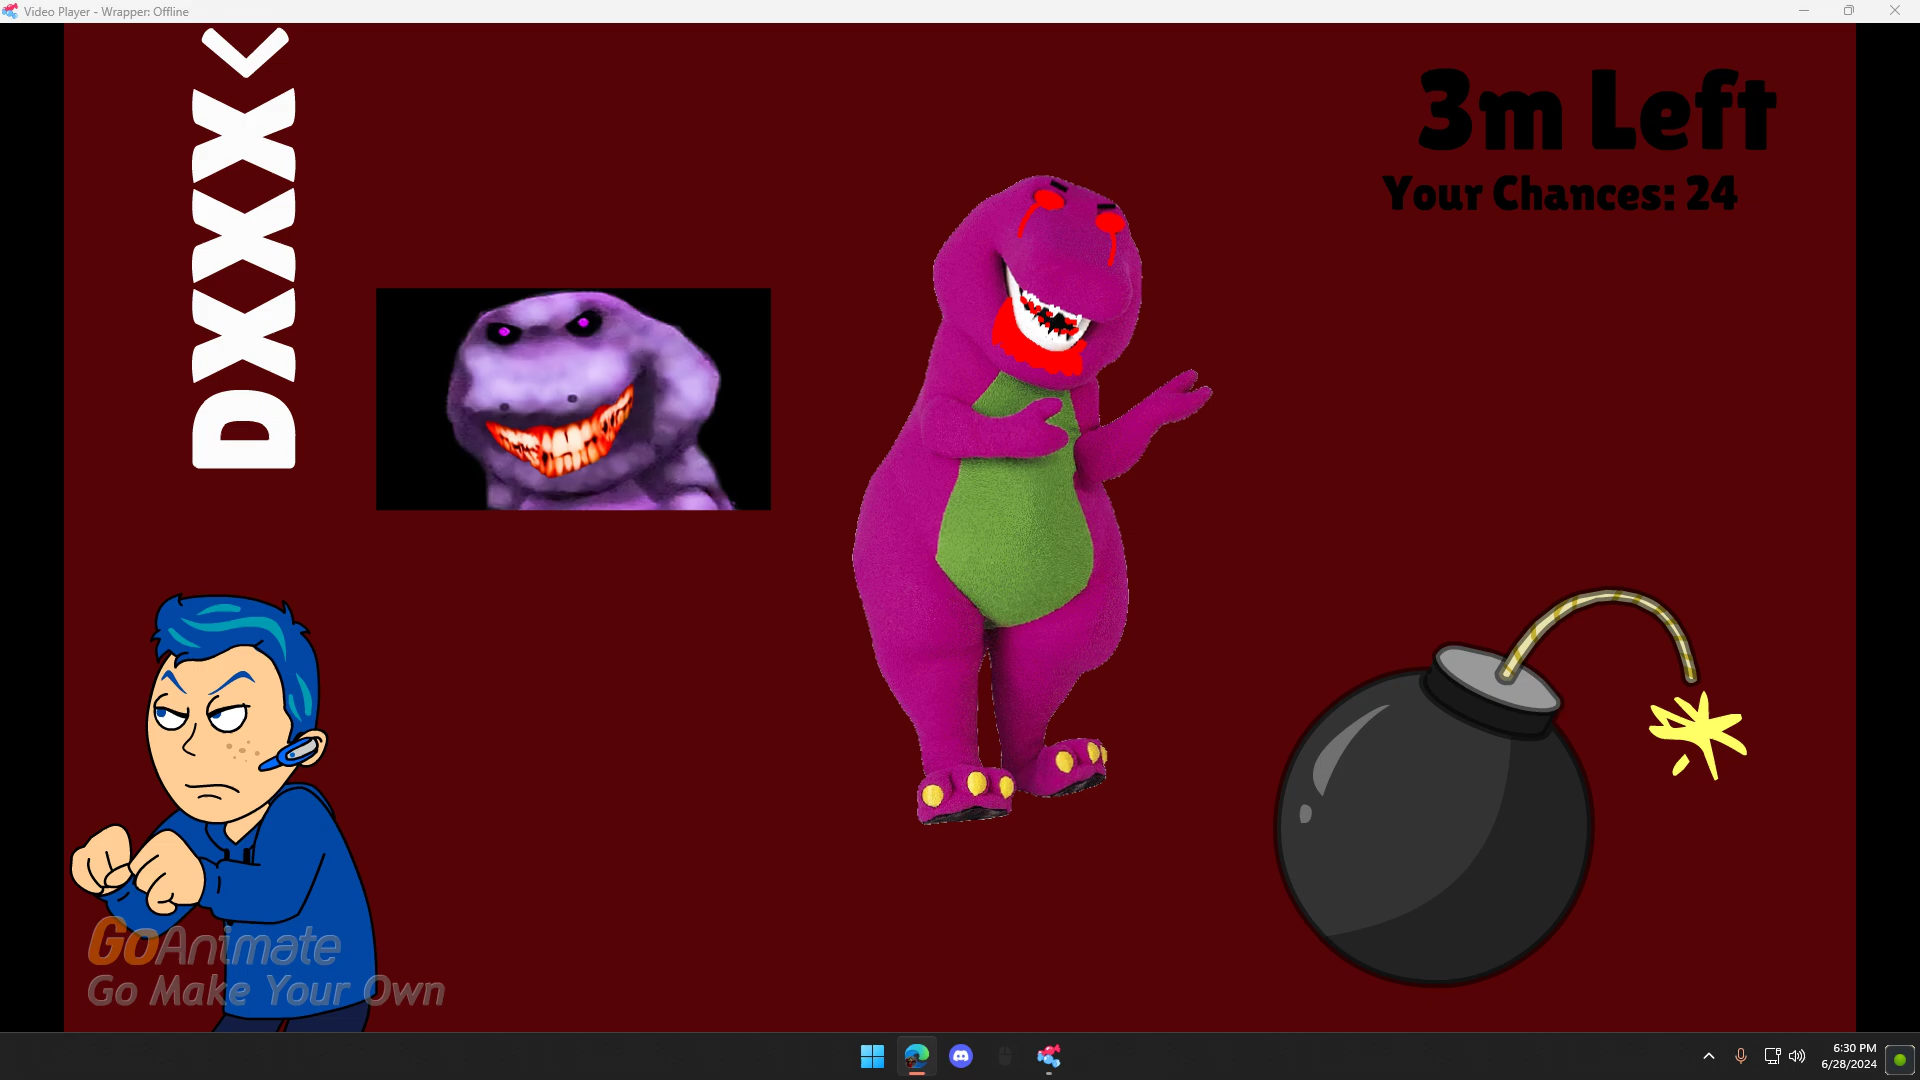 Video Player - Wrapper: Offline
DXXX<
3m Left
Your Chances: 24
GoAnimate
Go Make Your Own
6:30 PM
6/28/2024